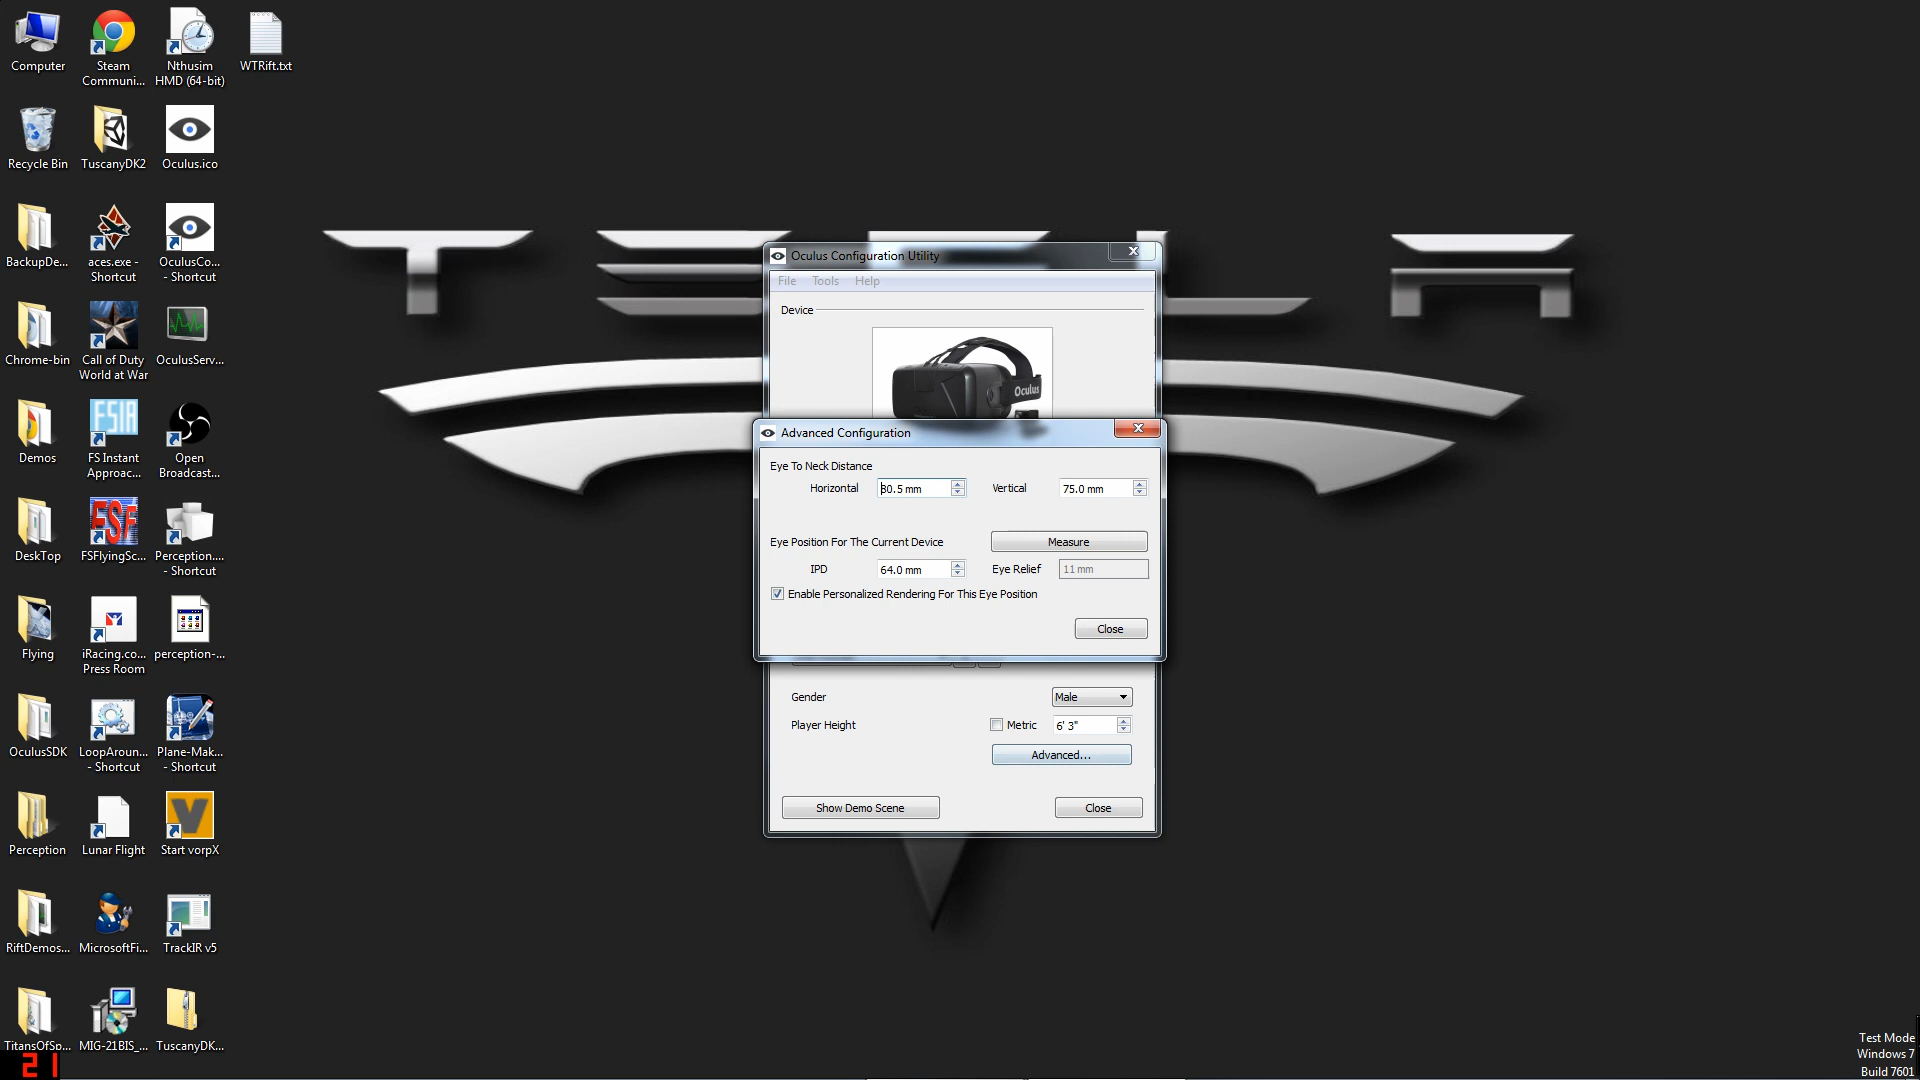 Computer
Steam
Communi...
Nthusim
HMD (64-bit)
WTRift.txt
Recycle Bin
TuscanyDK2
Oculus.ico
BackupDe...
aces.exe -
Shortcut
OculusCo...
- Shortcut
Chrome-bin
Call of Duty
World at War
OculusServ...
Demos
FSIA
FS Instant
Approac...
Open
Broadcast...
DeskTop
FSF
FSFlyingSc...
Perception....
- Shortcut
Flying
iRacing.co...
Press Room
perception-...
OculusSDK
LoopAroun...
- Shortcut
Plane-Mak...
- Shortcut
Perception
Lunar Flight
Start vorpX
RiftDemos...
MicrosoftFi...
TrackIR v5
TitansOfSp...
MIG-21BIS_...
TuscanyDK...
21
TESLA
Oculus Configuration Utility
File Tools Help
Device
Oculus
Advanced Configuration
Eye To Neck Distance
Horizontal 80.5 mm Vertical 75.0 mm
Eye Position For The Current Device Measure
IPD 64.0 mm Eye Relief 11 mm
Enable Personalized Rendering For This Eye Position
Close
Gender Male
Player Height Metric 6' 3"
Advanced...
Show Demo Scene Close
Test Mode
Windows 7
Build 7601